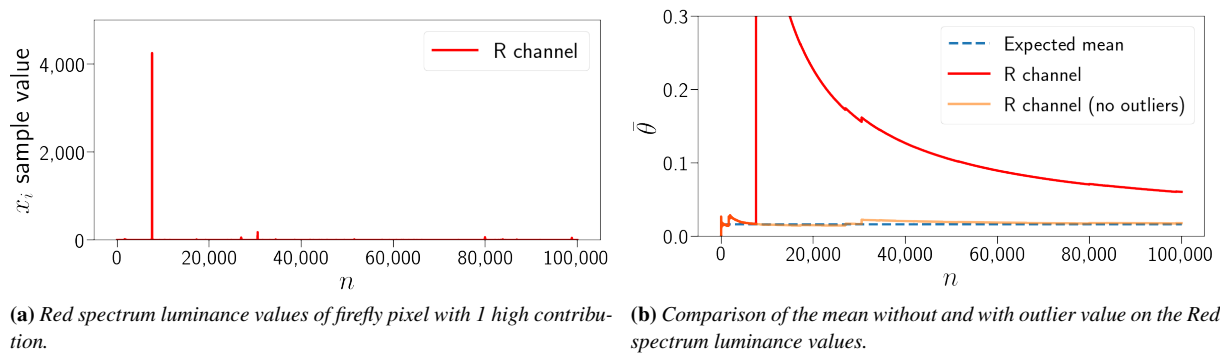 4,000
2,000
0
x_i sample value
R channel
0
20,000
40,000
60,000
80,000
100,000
n
(a) Red spectrum luminance values of firefly pixel with 1 high contribu-
tion.
0.3
0.2
0.1
0.0
θ̄
Expected mean
R channel
R channel (no outliers)
0
20,000
40,000
60,000
80,000
100,000
n
(b) Comparison of the mean without and with outlier value on the Red
spectrum luminance values.